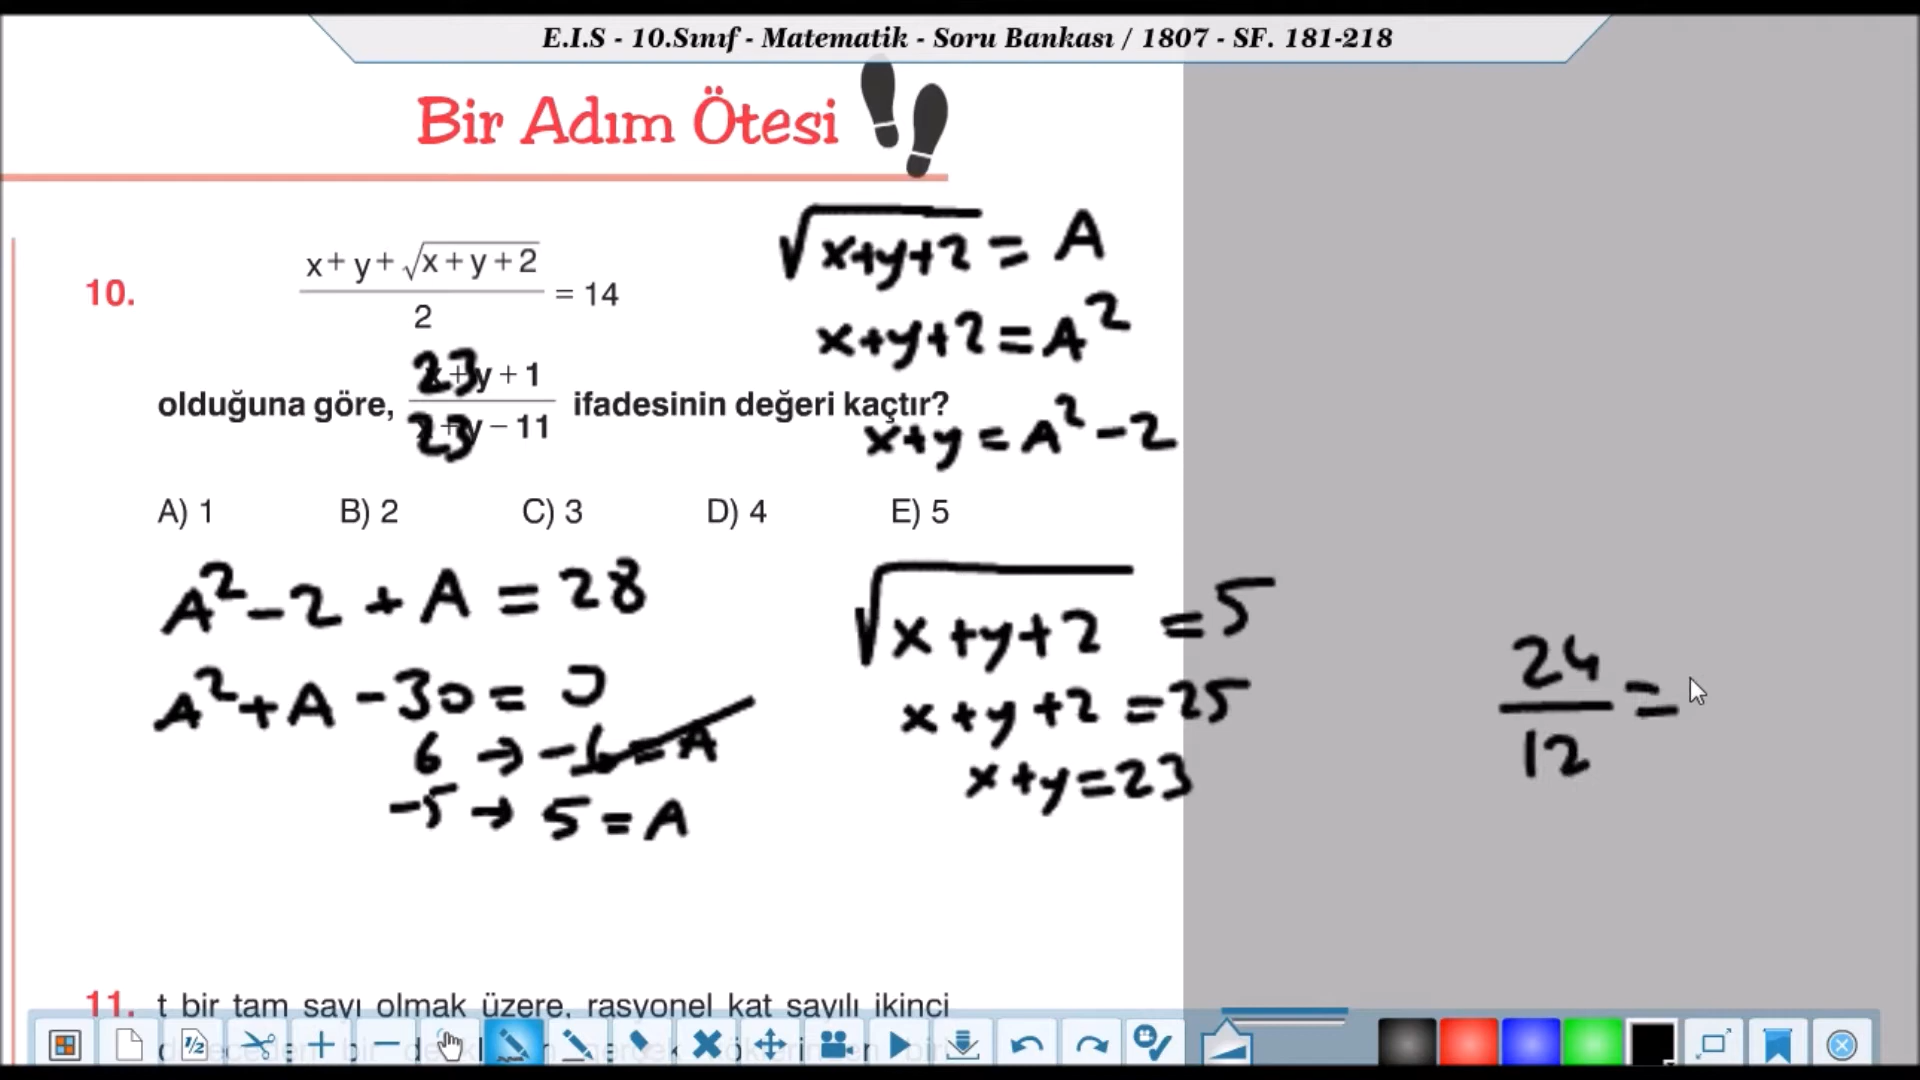 E.I.S - 10.Sınıf - Matematik - Soru Bankası / 1807 - SF. 181-218
Bir Adım Ötesi
10. x+y+√(x+y+2) / 2 = 14
olduğuna göre, x+y+1 / x+y-11 ifadesinin değeri kaçtır?
23
23
A) 1 B) 2 C) 3 D) 4 E) 5
√(x+y+2) = A
x+y+2 = A²
x+y = A² - 2
A² - 2 + A = 28
A² + A - 30 = 0
6 → -6 = A
-5 → 5 = A
√(x+y+2) = 5
x+y+2 = 25
x+y = 23
24 / 12 =
11. t bir tam sayı olmak üzere, rasyonel kat sayılı ikinci